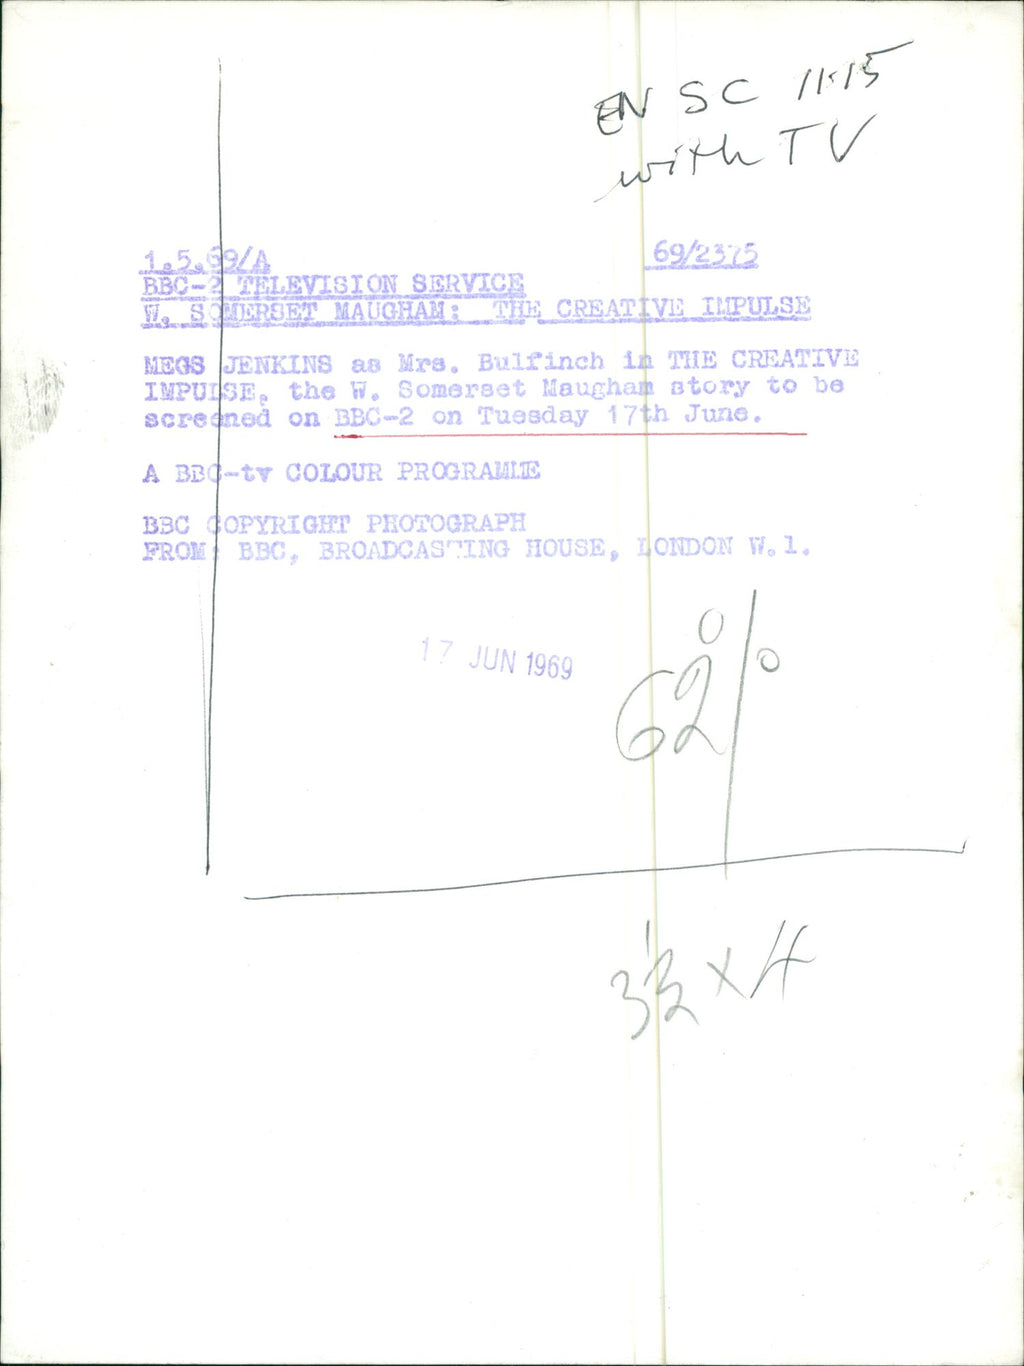 EN SC 11.15
with TV
1.5.69/A 69/2375
BBC-2 TELEVISION SERVICE
W. SOMERSET MAUGHAM: THE CREATIVE IMPULSE
MEGS JENKINS as Mrs. Bulfinch in THE CREATIVE
IMPULSE, the W. Somerset Maugham story to be
screened on BBC-2 on Tuesday 17th June.
A BBC-tv COLOUR PROGRAMME
BBC COPYRIGHT PHOTOGRAPH
FROM: BBC, BROADCASTING HOUSE, LONDON W.1.
17 JUN 1969
62%
3½ x 4